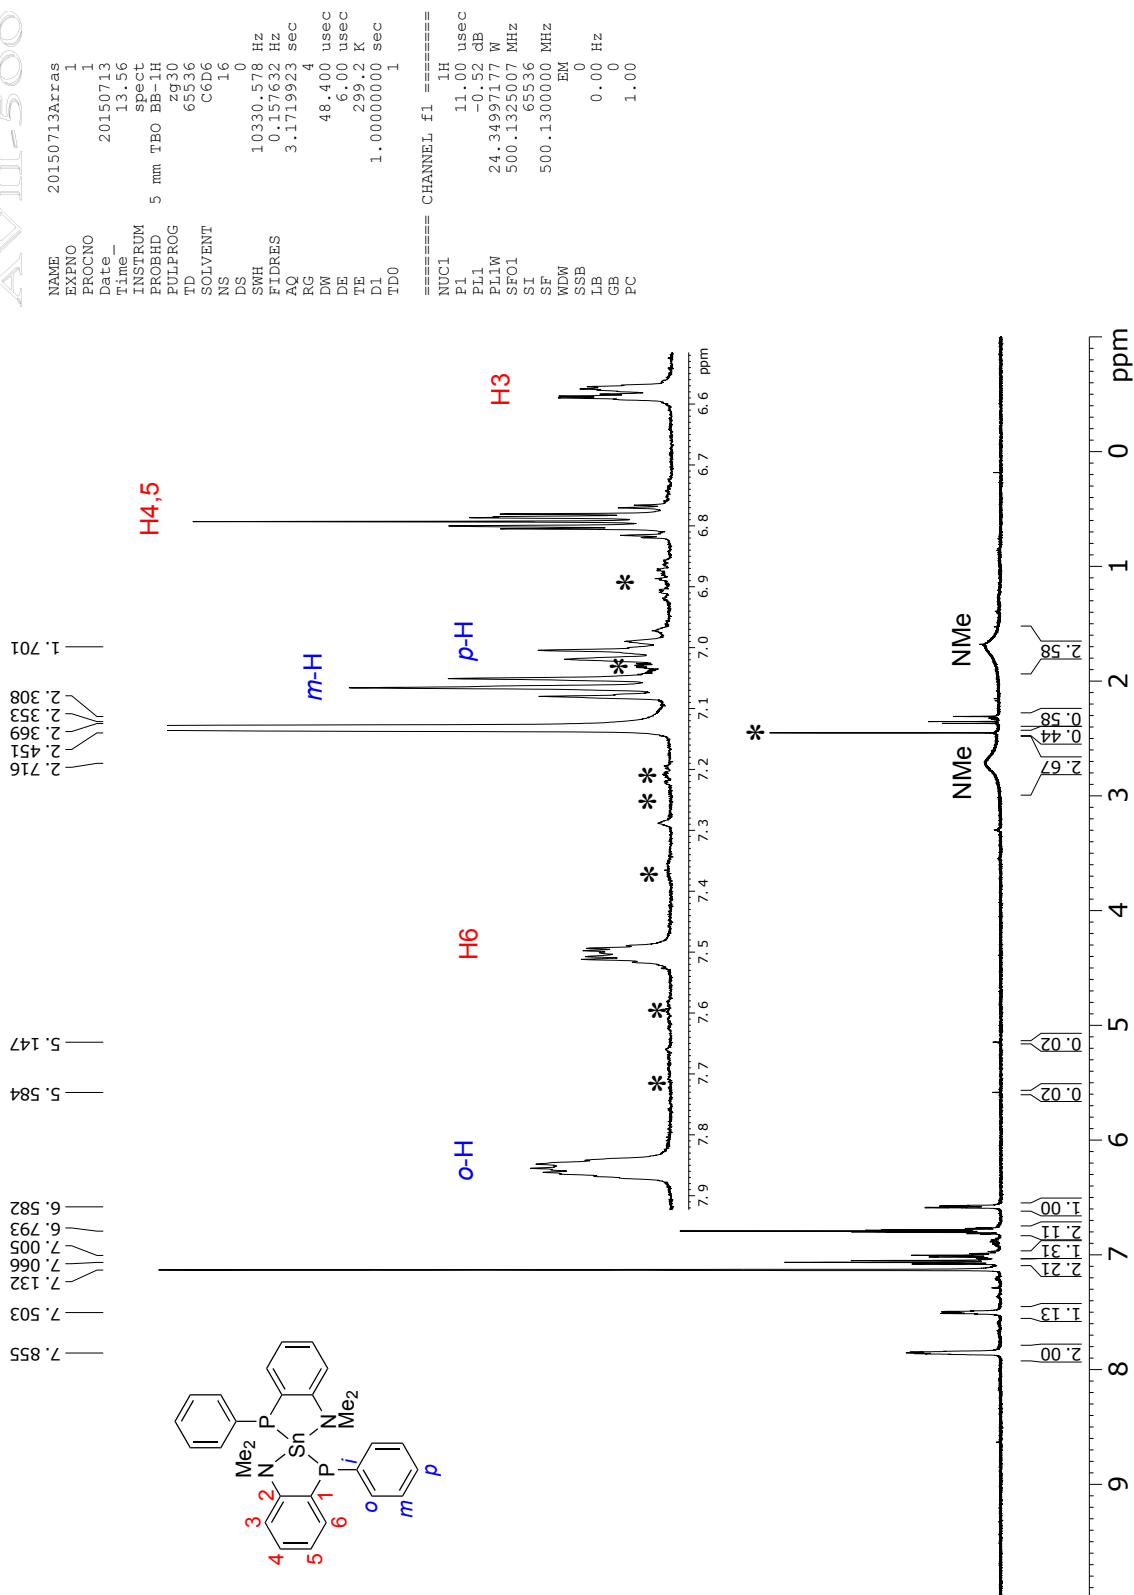 AVII-500
NAME 20150713Arras
EXPNO 1
PROCNO 1
Date_ 20150713
Time 13.56
INSTRUM spect
PROBHD 5 mm TBO BB-1H
PULPROG zg30
TD 65536
SOLVENT C6D6
NS 16
DS 0
SWH 10330.578 Hz
FIDRES 0.157632 Hz
AQ 3.1719923 sec
RG 4
DW 48.400 usec
DE 6.00 usec
TE 299.2 K
D1 1.00000000 sec
TD0 1
======== CHANNEL f1 ========
NUC1 1H
P1 11.00 usec
PL1 -0.52 dB
PL1W 24.34997177 W
SFO1 500.1325007 MHz
SI 65536
SF 500.1300000 MHz
WDW EM
SSB 0
LB 0.00 Hz
GB 0
PC 1.00
7.855
7.503
7.132
7.066
7.005
6.793
6.582
5.584
5.147
2.716
2.451
2.369
2.353
2.308
1.701
o-H
*
*
H6
*
*
*
m-H
*
p-H
*
H4,5
H3
7.9 7.8 7.7 7.6 7.5 7.4 7.3 7.2 7.1 7.0 6.9 6.8 6.7 6.6 ppm
Me2
N
P
Sn
P
N
Me2
1
2
3
4
5
6
i
o
m
p
NMe
*
NMe
2.00
1.13
2.21
1.31
2.11
1.00
0.02
0.02
2.67
0.44
0.58
2.58
9 8 7 6 5 4 3 2 1 0 ppm